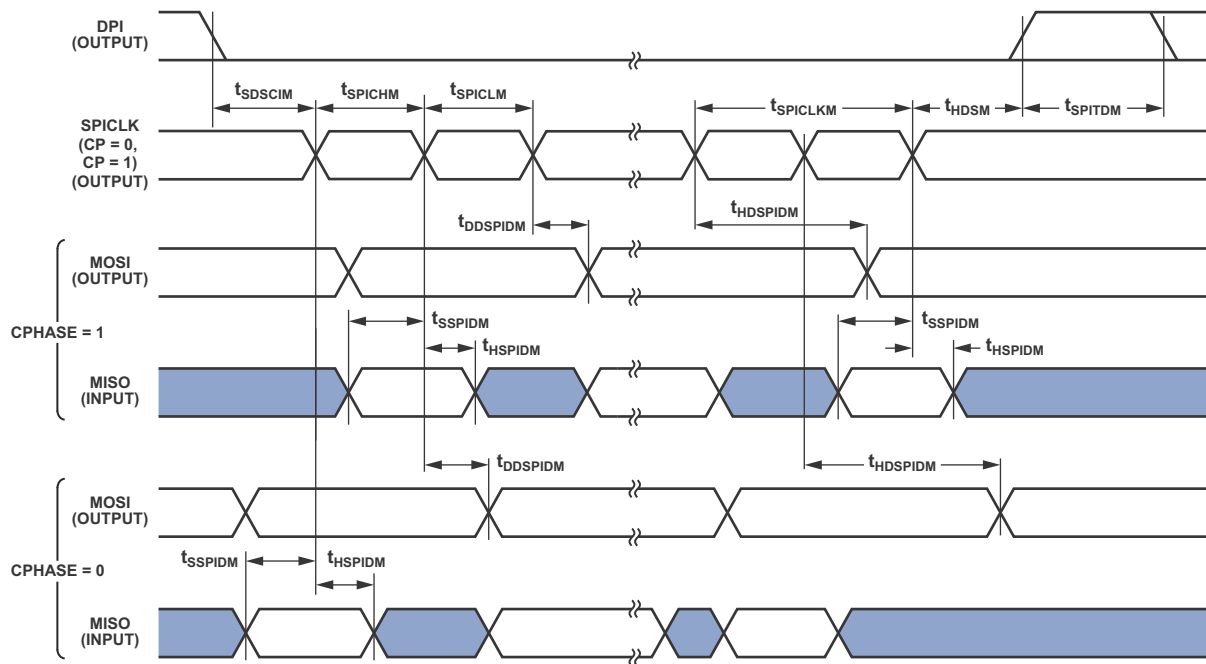 DPI
(OUTPUT)
tSDSCIM
tSPICHM
tSPICLM
tSPICLKM
tHDSM
tSPITDM
SPICLK
(CP = 0,
CP = 1)
(OUTPUT)
tDDSPIDM
tHDSPIDM
CPHASE = 1
MOSI
(OUTPUT)
tSSPIDM
tSSPIDM
tHSPIDM
tHSPIDM
MISO
(INPUT)
tDDSPIDM
tHDSPIDM
CPHASE = 0
MOSI
(OUTPUT)
tSSPIDM
tHSPIDM
MISO
(INPUT)